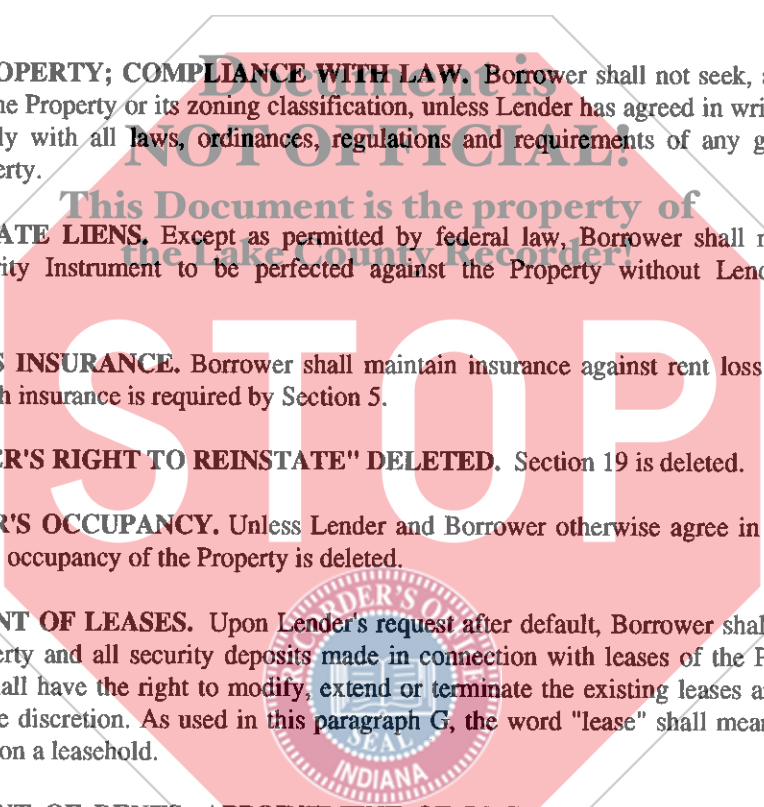 Document is
OPERTY; COMPLIANCE WITH LAW. Borrower shall not seek,
ne Property or its zoning classification, unless Lender has agreed in wri
ly with all laws, ordinances, regulations and requirements of any g
NOT OFFICIAL!
erty.
This Document is the property of
ATE LIENS. Except as permitted by federal law, Borrower shall
the Lake County Recorder!
rity Instrument to be perfected against the Property without Lend
S INSURANCE. Borrower shall maintain insurance against rent loss
h insurance is required by Section 5.
STOP
ER'S RIGHT TO REINSTATE" DELETED. Section 19 is deleted.
R'S OCCUPANCY. Unless Lender and Borrower otherwise agree in
occupancy of the Property is deleted.
NT OF LEASES. Upon Lender's request after default, Borrower shal
erty and all security deposits made in connection with leases of the P
all have the right to modify, extend or terminate the existing leases a
e discretion. As used in this paragraph G, the word "lease" shall mean
on a leasehold.
RECORDER'S
SEAL
INDIANA